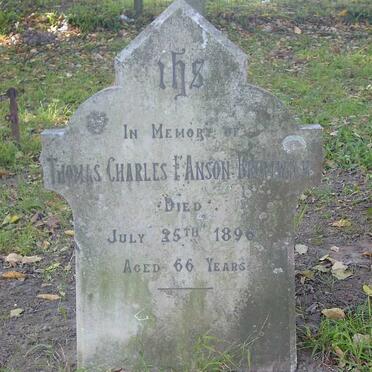 ihs
In Memory of
Thomas Charles I'Anson
Died
July 25th 1896
Aged 66 Years